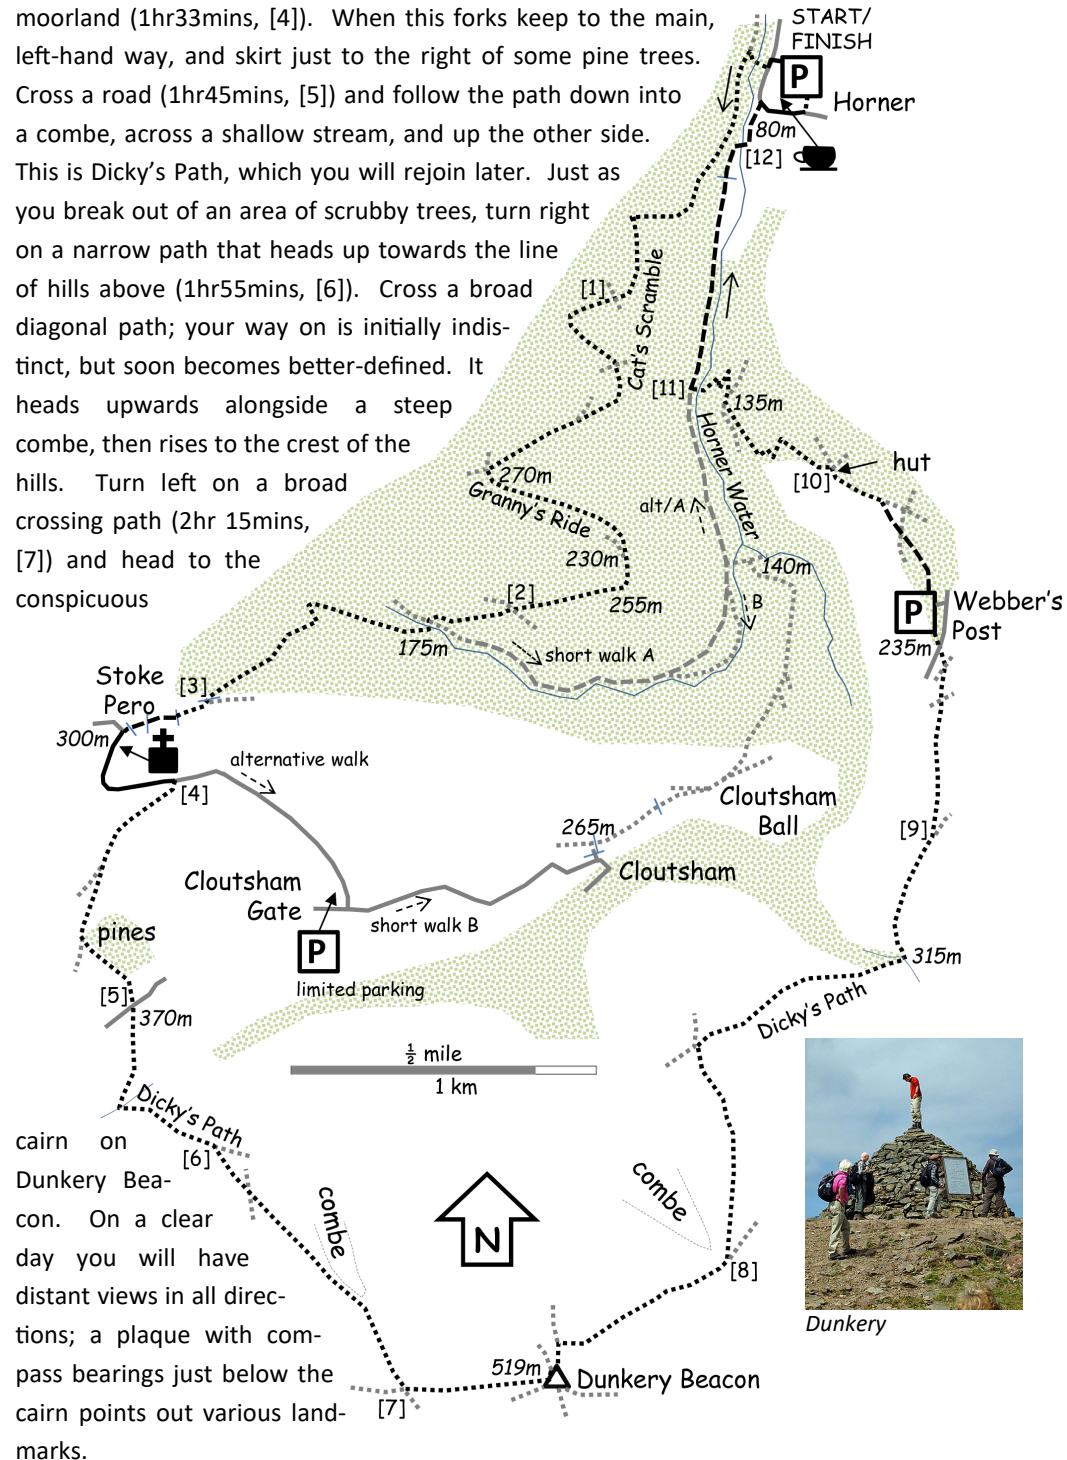 moorland (1hr33mins, [4]). When this forks keep to the main,
left-hand way, and skirt just to the right of some pine trees.
Cross a road (1hr45mins, [5]) and follow the path down into
a combe, across a shallow stream, and up the other side.
This is Dicky's Path, which you will rejoin later. Just as
you break out of an area of scrubby trees, turn right
on a narrow path that heads up towards the line
of hills above (1hr55mins, [6]). Cross a broad
diagonal path; your way on is initially indis-
tinct, but soon becomes better-defined. It
heads upwards alongside a steep
combe, then rises to the crest of the
hills. Turn left on a broad
crossing path (2hr 15mins,
[7]) and head to the
conspicuous
cairn on
Dunkery Bea-
con. On a clear
day you will have
distant views in all direc-
tions; a plaque with com-
pass bearings just below the
cairn points out various land-
marks.
START/
FINISH
P
Horner
80m
[12]
Cat's Scramble
[1]
[11]
135m
Horner Water
hut
[10]
270m
Granny's Ride
alt/A
230m
140m
[2]
255m
B
P
Webber's
Post
235m
175m
short walk A
Stoke
Pero
[3]
300m
alternative walk
[4]
Cloutsham
Ball
265m
[9]
Cloutsham
Cloutsham
Gate
short walk B
pines
P
limited parking
315m
[5]
370m
Dicky's Path
½ mile
1 km
Dicky's Path
[6]
combe
combe
N
[8]
519m
Dunkery Beacon
[7]
Dunkery